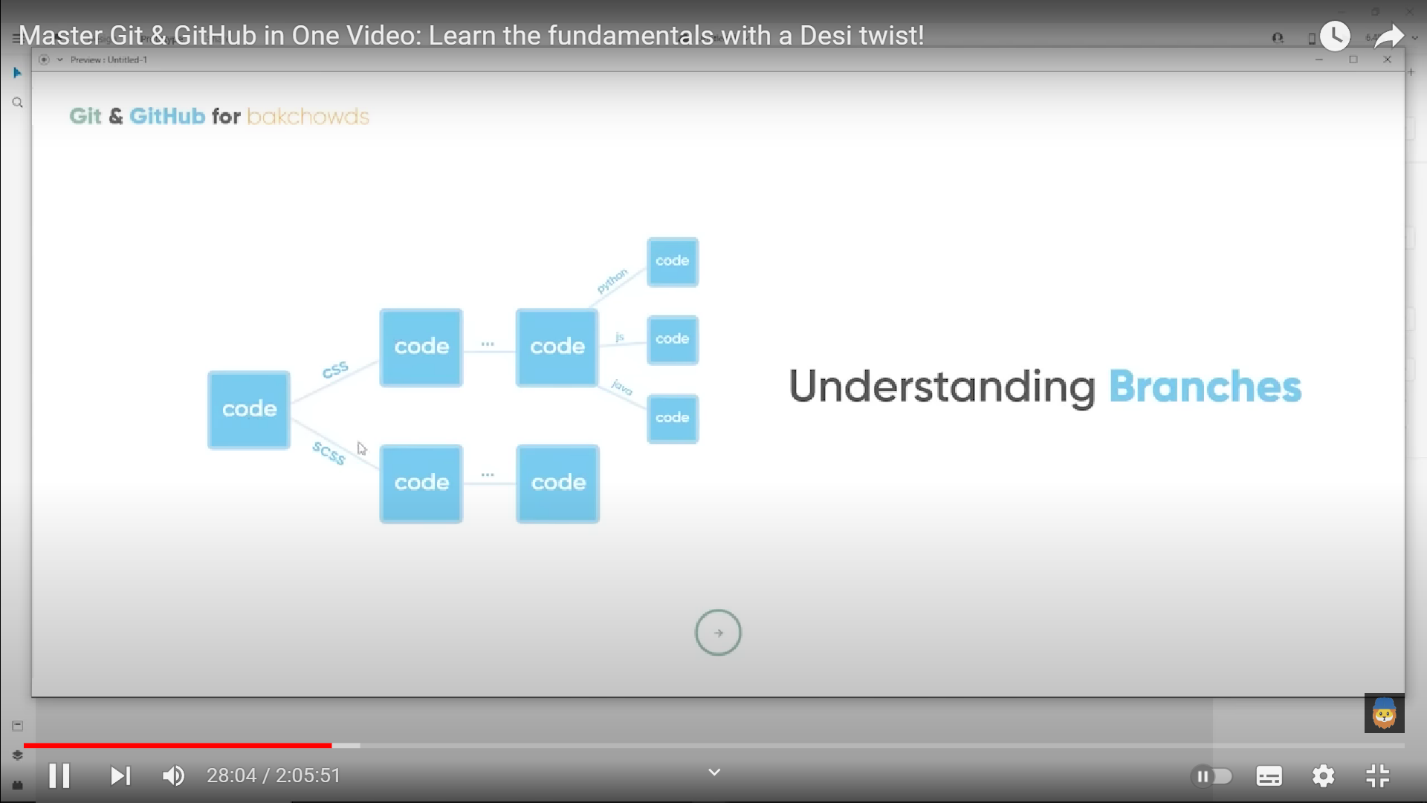 Master Git & GitHub in One Video: Learn the fundamentals with a Desi twist!
Preview : Untitled-1
Git & GitHub for bakchowds
python
code
js
code
java
code
CSS
code
...
code
code
SCSS
code
...
code
Understanding Branches
28:04 / 2:05:51